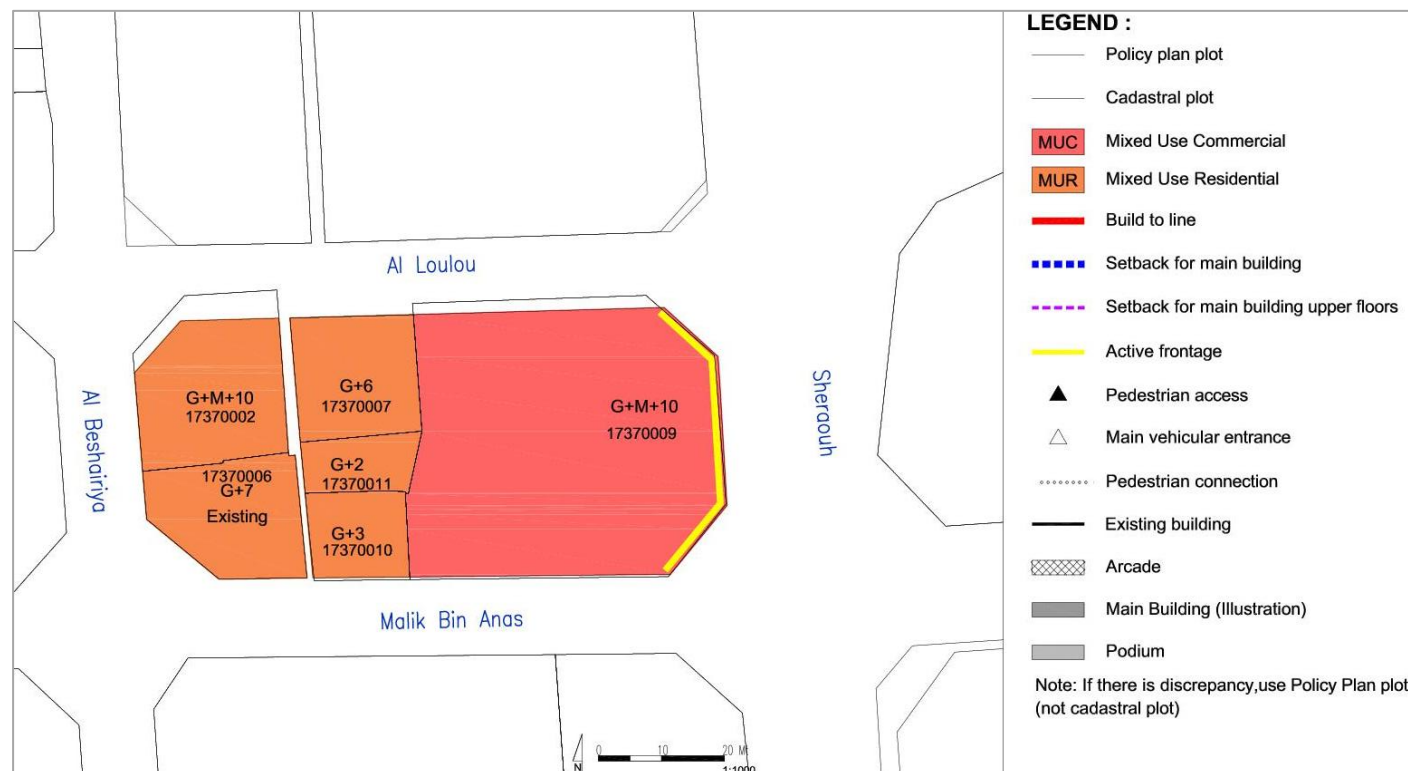 LEGEND :
Policy plan plot
Cadastral plot
MUC Mixed Use Commercial
MUR Mixed Use Residential
Build to line
Setback for main building
Setback for main building upper floors
Active frontage
Pedestrian access
Main vehicular entrance
Pedestrian connection
Existing building
Arcade
Main Building (Illustration)
Podium
Note: If there is discrepancy,use Policy Plan plot
(not cadastral plot)
Al Loulou
Al Beshairiya
Sheraouh
Malik Bin Anas
G+M+10
17370002
17370006
G+7
Existing
G+6
17370007
G+2
17370011
G+3
17370010
G+M+10
17370009
0 10 20 Mt
N
1:1000